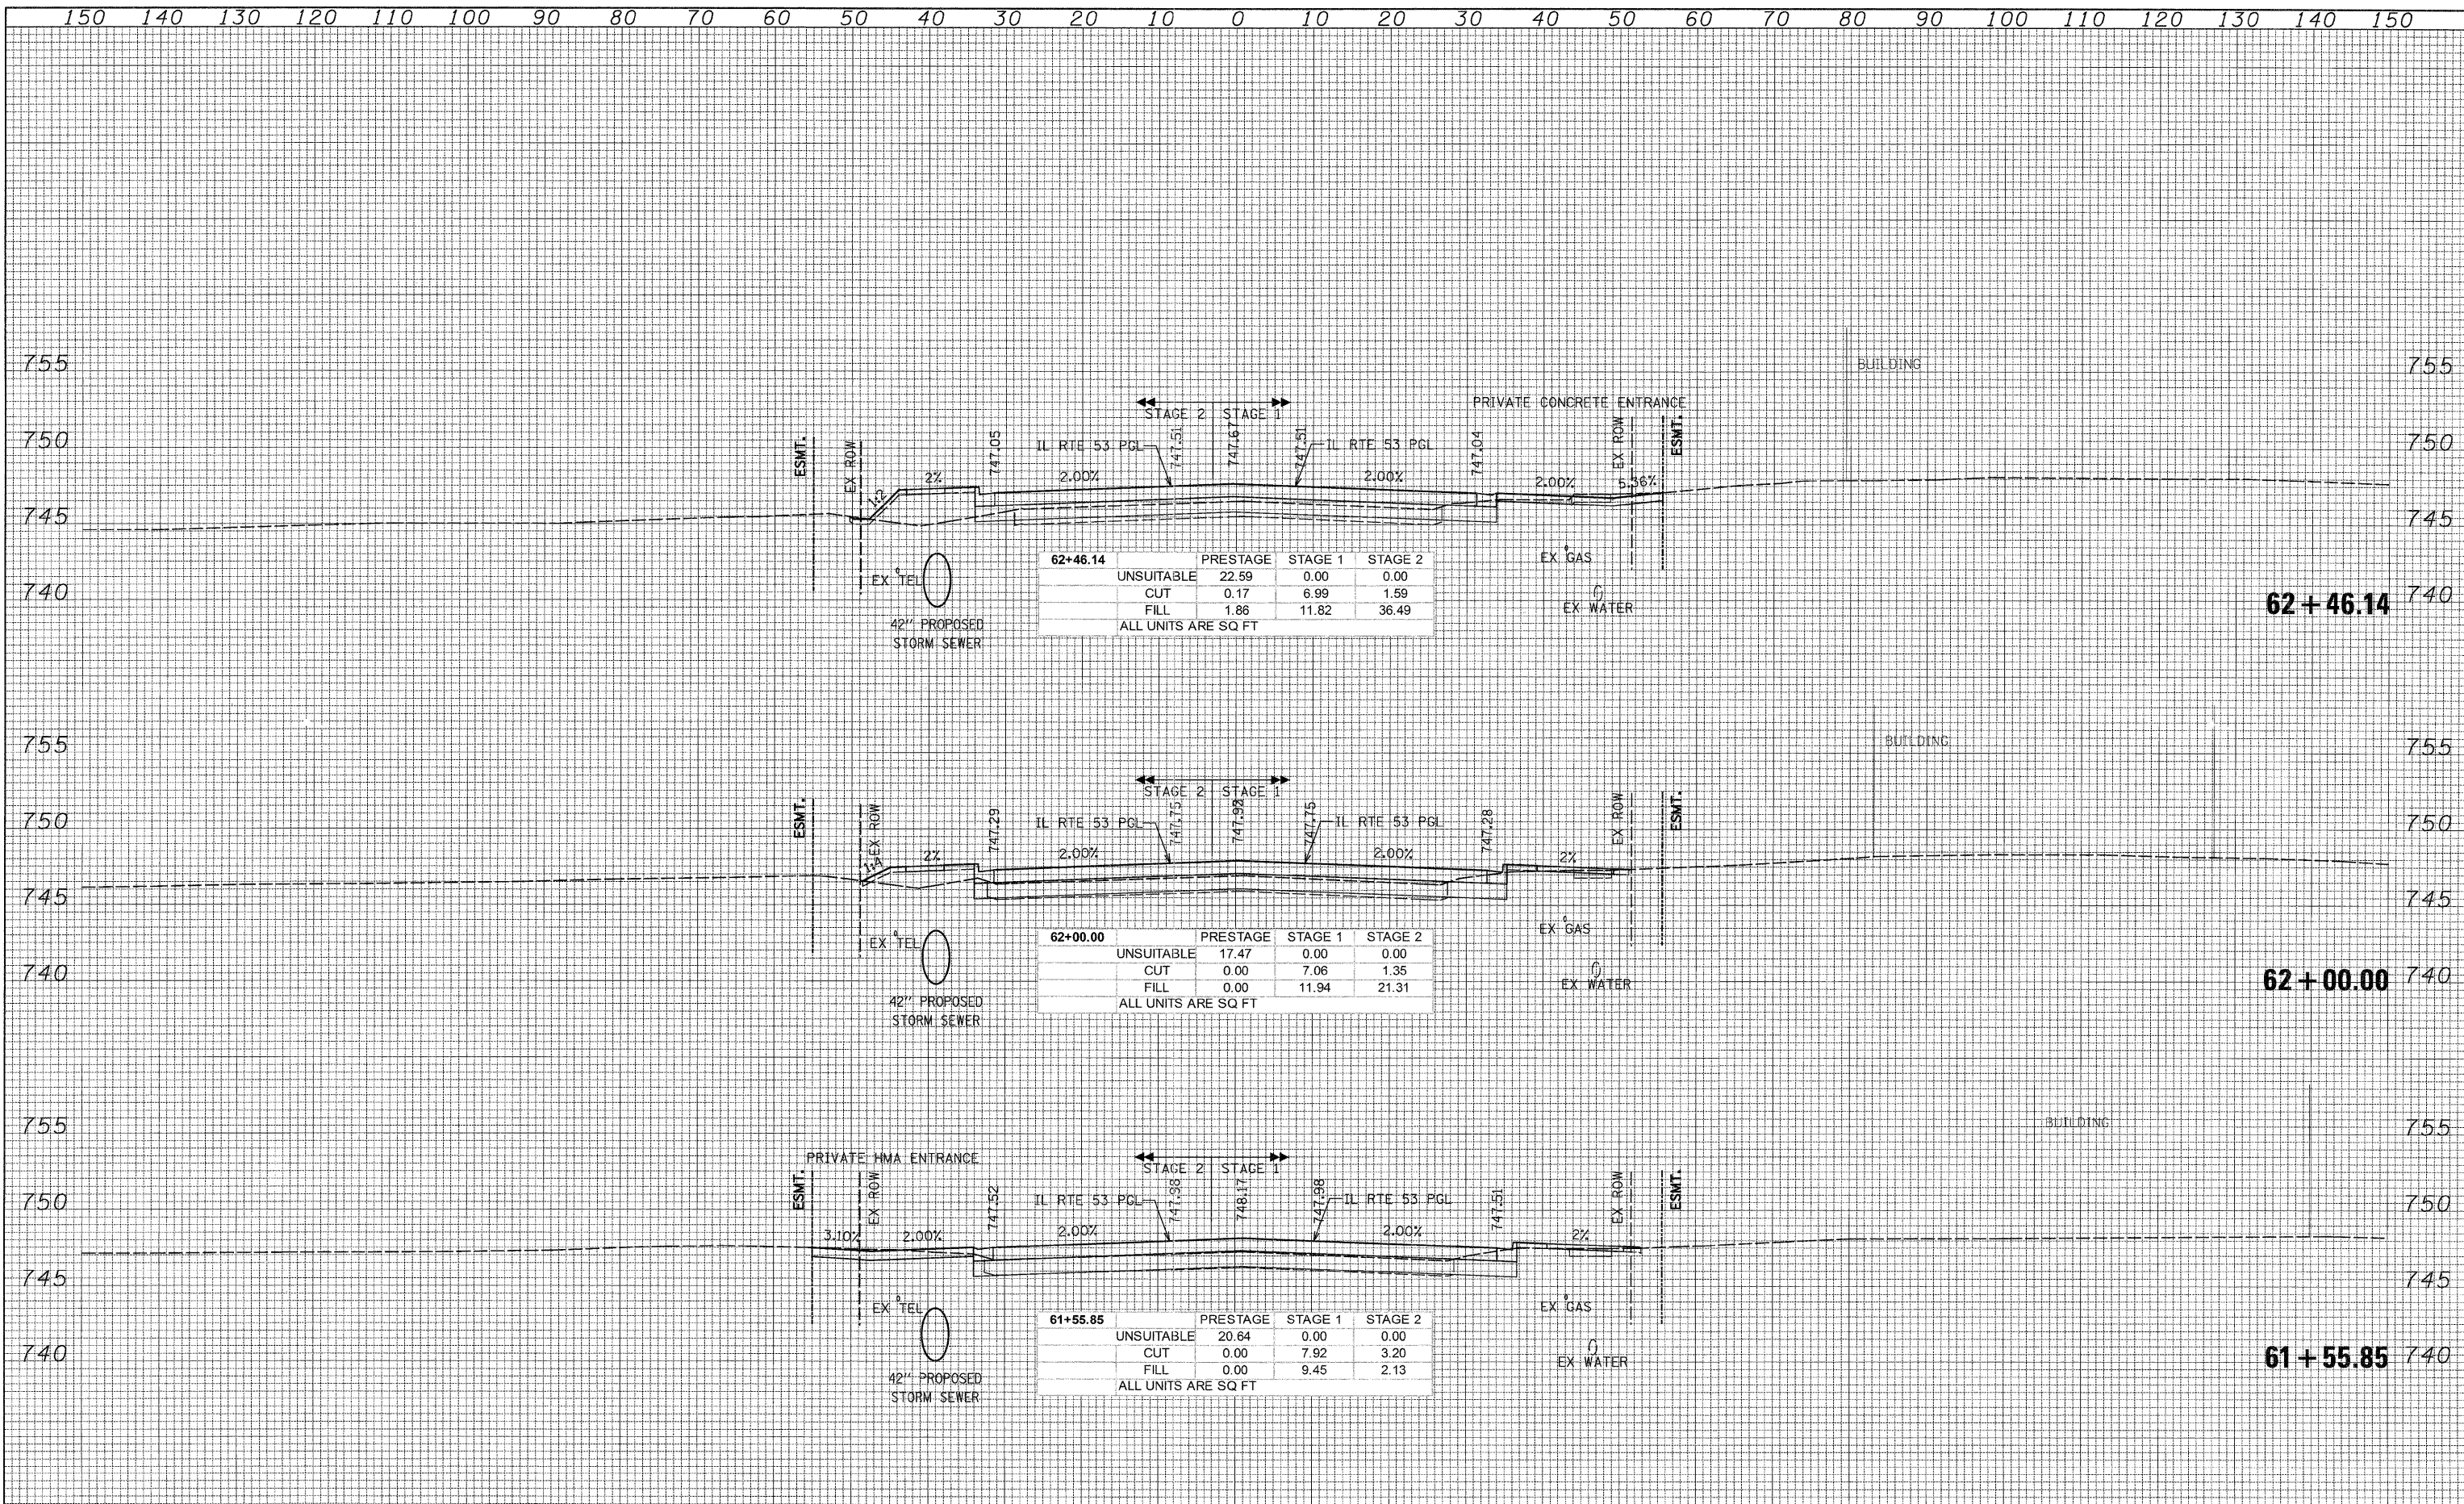 150 140 130 120 110 100 90 80 70 60 50 40 30 20 10 0 10 20 30 40 50 60 70 80 90 100 110 120 130 140 150
755 BUILDING 755
STAGE 2 STAGE 1 PRIVATE CONCRETE ENTRANCE
750 ESMT. EX ROW 747.05 IL RTE 53 PGL 747.51 747.67 747.51 IL RTE 53 PGL 747.04 EX ROW ESMT. 750
1:2 2% 2.00% 2.00% 2.00% 5.36%
745 745
62+46.14 PRESTAGE STAGE 1 STAGE 2
UNSUITABLE 22.59 0.00 0.00
CUT 0.17 6.99 1.59
FILL 1.86 11.82 36.49
ALL UNITS ARE SQ FT
EX TEL
EX GAS
740 EX WATER 62+46.14 740
42" PROPOSED
STORM SEWER
755 BUILDING 755
STAGE 2 STAGE 1
750 ESMT. EX ROW 747.29 IL RTE 53 PGL 747.75 747.92 747.75 IL RTE 53 PGL 747.28 EX ROW ESMT. 750
1:4 2% 2.00% 2.00% 2%
745 745
62+00.00 PRESTAGE STAGE 1 STAGE 2
UNSUITABLE 17.47 0.00 0.00
CUT 0.00 7.06 1.35
FILL 0.00 11.94 21.31
ALL UNITS ARE SQ FT
EX TEL
EX GAS
740 EX WATER 62+00.00 740
42" PROPOSED
STORM SEWER
755 BUILDING 755
PRIVATE HMA ENTRANCE STAGE 2 STAGE 1
750 ESMT. EX ROW 747.52 IL RTE 53 PGL 747.98 748.17 747.98 IL RTE 53 PGL 747.51 EX ROW ESMT. 750
3.10% 2.00% 2.00% 2.00% 2%
745 745
61+55.85 PRESTAGE STAGE 1 STAGE 2
UNSUITABLE 20.64 0.00 0.00
CUT 0.00 7.92 3.20
FILL 0.00 9.45 2.13
ALL UNITS ARE SQ FT
EX TEL
EX GAS
740 EX WATER 61+55.85 740
42" PROPOSED
STORM SEWER